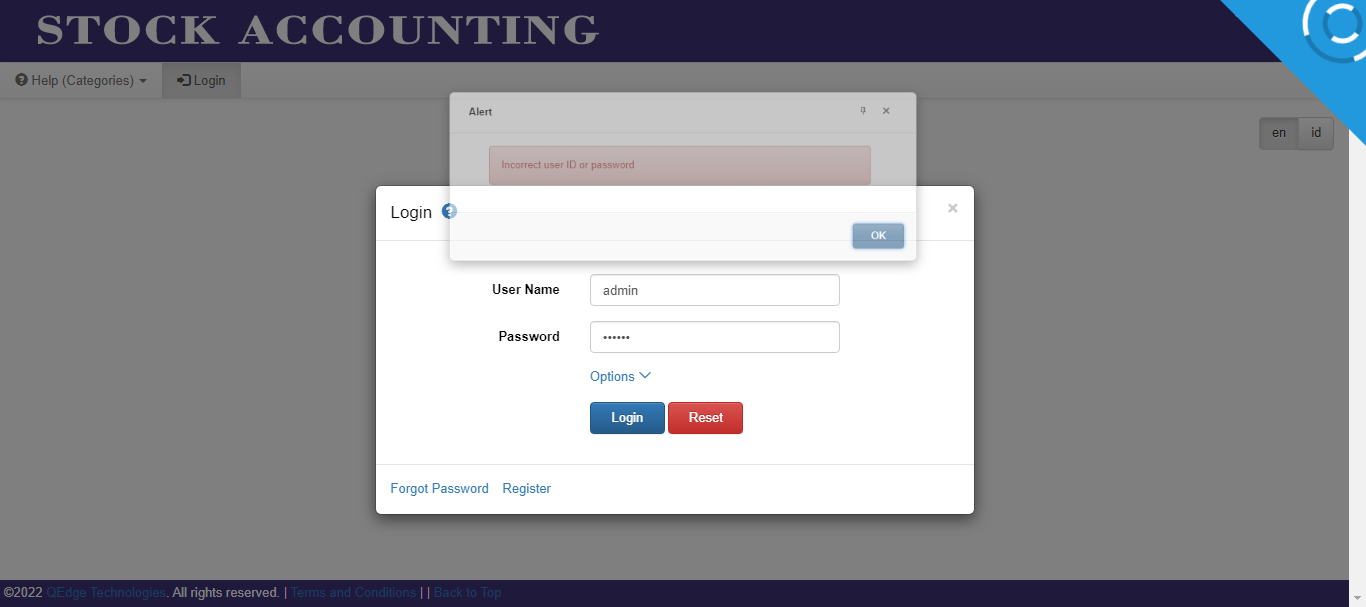 STOCK ACCOUNTING
Help (Categories) Login
en id
Alert
Incorrect user ID or password
OK
Login
User Name admin
Password ••••••
Options
Login Reset
Forgot Password Register
©2022 QEdge Technologies. All rights reserved. | Terms and Conditions | | Back to Top